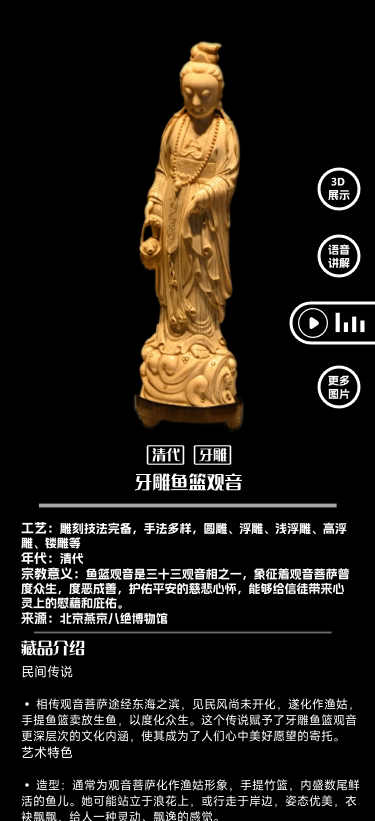 3D
展示
语音
讲解
更多
图片
清代 牙雕
牙雕鱼篮观音
工艺：雕刻技法完备，手法多样，圆雕、浮雕、浅浮雕、高浮
雕、镂雕等
年代：清代
宗教意义：鱼篮观音是三十三观音相之一，象征着观音菩萨普
度众生，度恶成善，护佑平安的慈悲心怀，能够给信徒带来心
灵上的慰藉和庇佑。
来源：北京燕京八绝博物馆
藏品介绍
民间传说
• 相传观音菩萨途经东海之滨，见民风尚未开化，遂化作渔姑，
手提鱼篮卖放生鱼，以度化众生。这个传说赋予了牙雕鱼篮观音
更深层次的文化内涵，使其成为了人们心中美好愿望的寄托。
艺术特色
• 造型：通常为观音菩萨化作渔姑形象，手提竹篮，内盛数尾鲜
活的鱼儿。她可能站立于浪花上，或行走于岸边，姿态优美，衣
袂飘飘，给人一种灵动、飘逸的感觉。